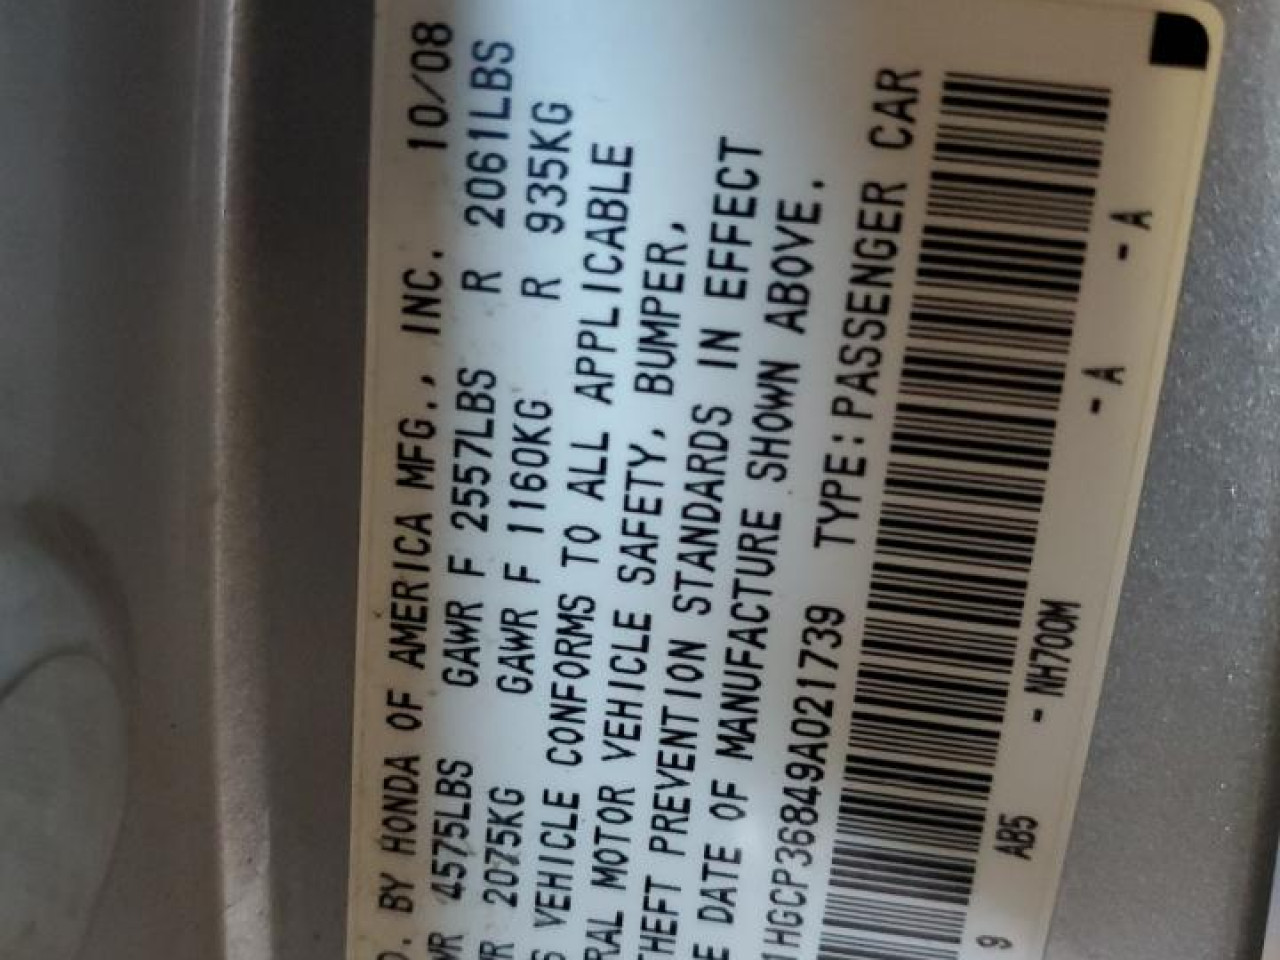 D. BY HONDA OF AMERICA MFG., INC. 10/08
WR 4575LBS GAWR F 2557LBS R 2061LBS
WR 2075KG GAWR F 1160KG R 935KG
S VEHICLE CONFORMS TO ALL APPLICABLE
RAL MOTOR VEHICLE SAFETY, BUMPER,
THEFT PREVENTION STANDARDS IN EFFECT
E DATE OF MANUFACTURE SHOWN ABOVE.
1HGCP36849A021739 TYPE:PASSENGER CAR
9 AB5 - NH700M - A - A